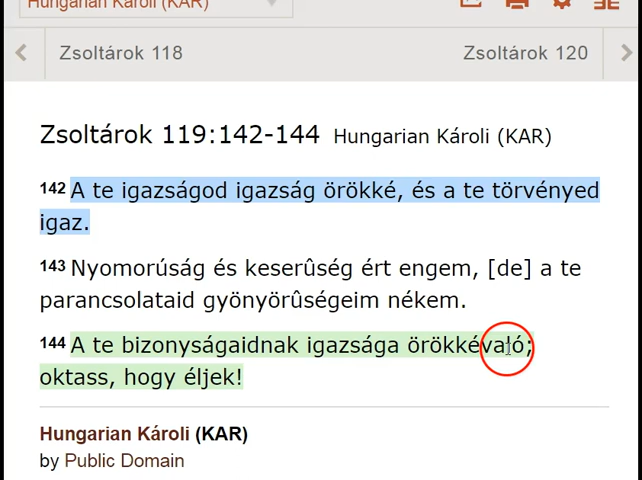 Hungarian Károli (KAR)
Zsoltárok 118
Zsoltárok 120
Zsoltárok 119:142-144 Hungarian Károli (KAR)
142 A te igazságod igazság örökké, és a te törvényed
igaz.
143 Nyomorúság és keserûség ért engem, [de] a te
parancsolataid gyönyörûségeim nékem.
144 A te bizonyságaidnak igazsága örökkévaló;
oktass, hogy éljek!
Hungarian Károli (KAR)
by Public Domain